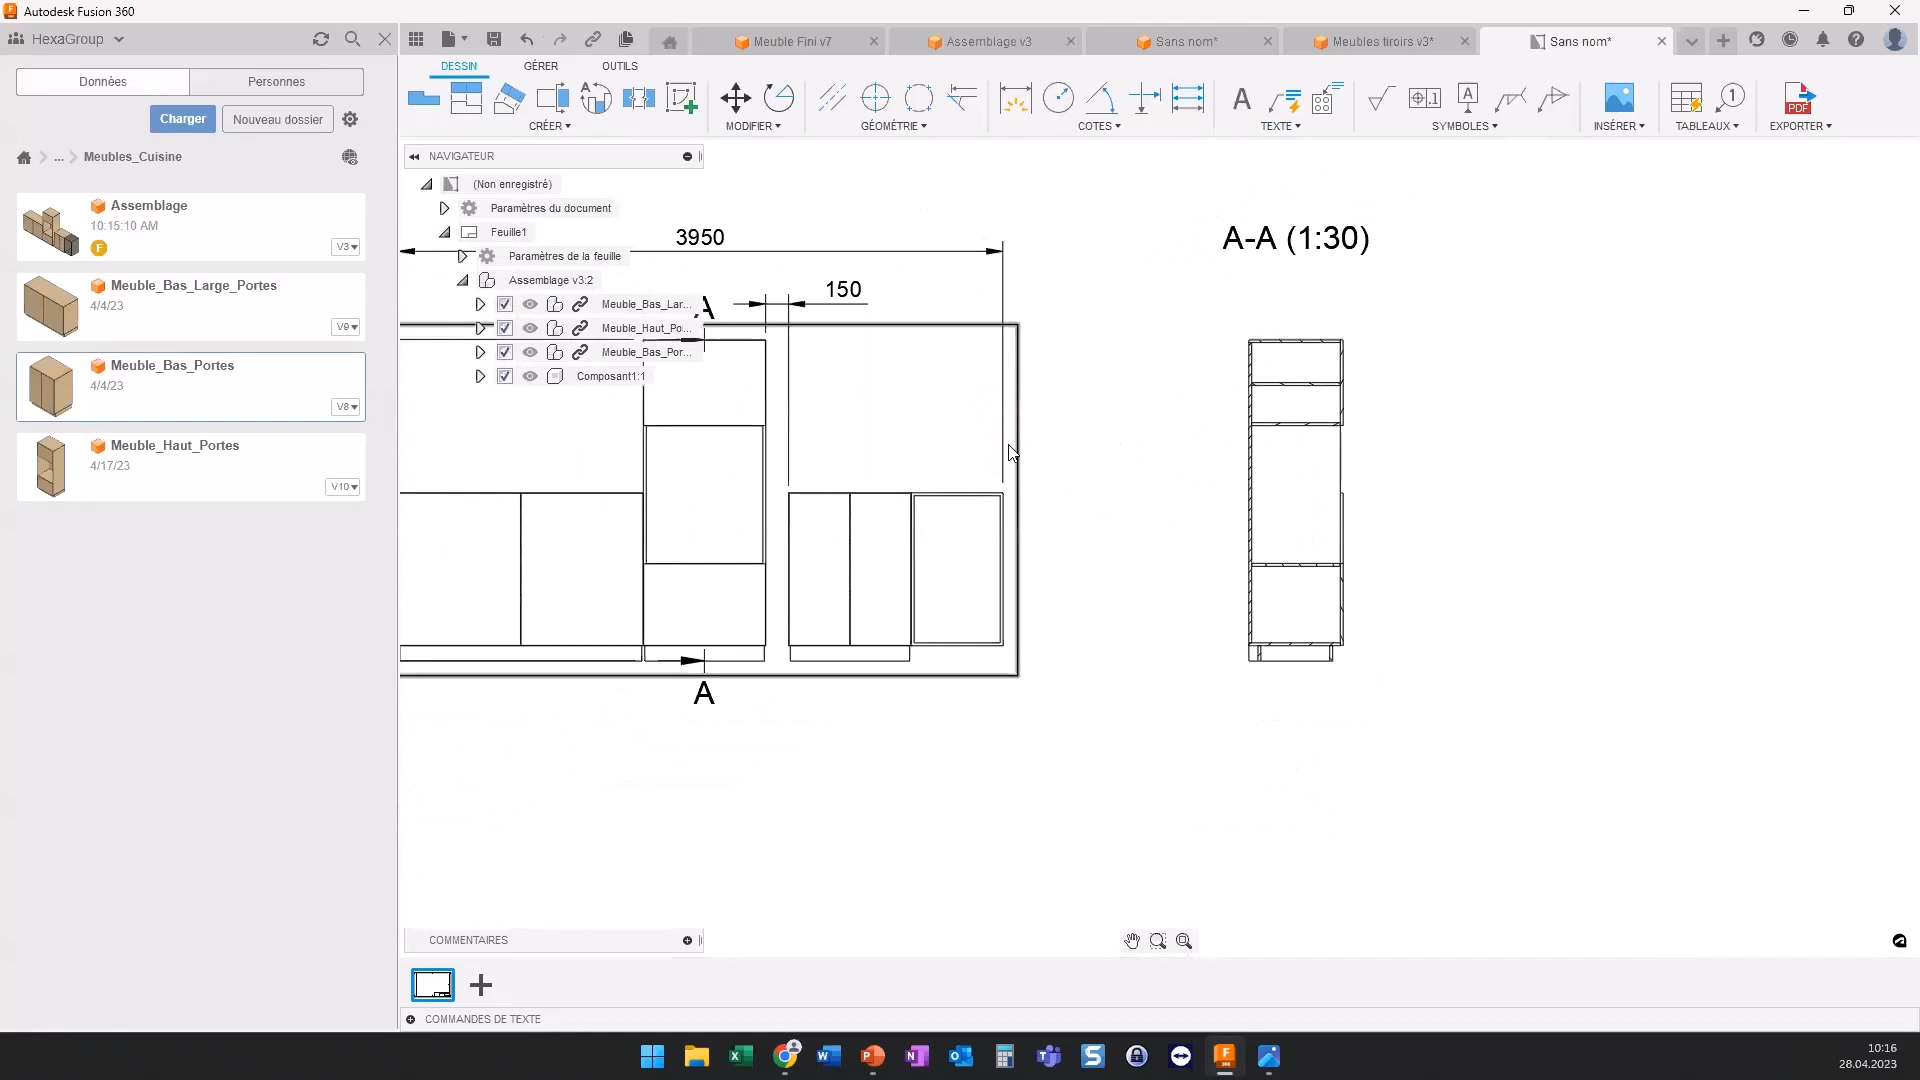 Autodesk Fusion 360
HexaGroup
Meuble Fini v7
Assemblage v3
Sans nom*
Meubles tiroirs v3*
Sans nom*
Données
Personnes
Charger
Nouveau dossier
... Meubles_Cuisine
Assemblage
10:15:10 AM
F
V3
Meuble_Bas_Large_Portes
4/4/23
V9
Meuble_Bas_Portes
4/4/23
V8
Meuble_Haut_Portes
4/17/23
V10
DESSIN
GÉRER
OUTILS
CRÉER
MODIFIER
GÉOMÉTRIE
COTES
TEXTE
SYMBOLES
INSÉRER
TABLEAUX
PDF
EXPORTER
NAVIGATEUR
(Non enregistré)
Paramètres du document
Feuille1
Paramètres de la feuille
Assemblage v3:2
Meuble_Bas_Lar...
Meuble_Haut_Po...
Meuble_Bas_Por...
Composant1:1
3950
150
A
A
A-A (1:30)
COMMENTAIRES
COMMANDES DE TEXTE
10:16
28.04.2023